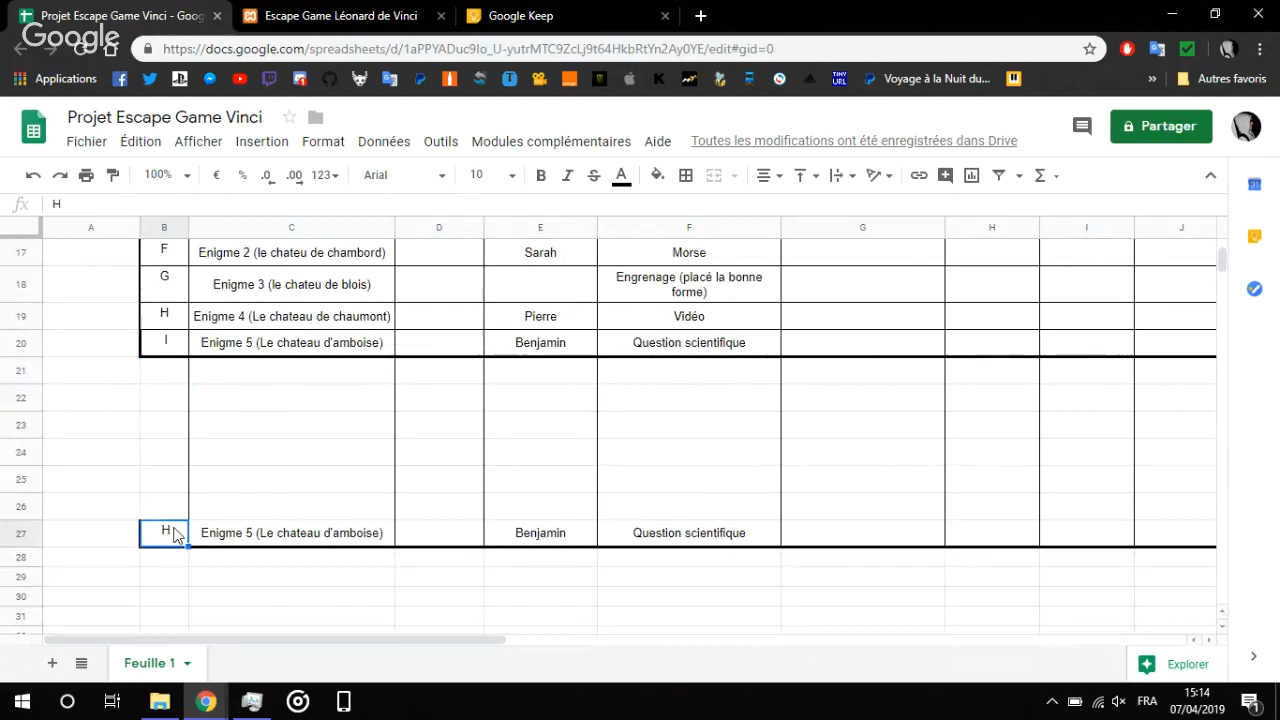 Projet Escape Game Vinci - Goo
Escape Game Léonard de Vinci
Google Keep
Google
https://docs.google.com/spreadsheets/d/1aPPYADuc9Io_U-yutrMTC9ZcLj9t64HkbRtYn2Ay0YE/edit#gid=0
Applications
TINY URL
Voyage à la Nuit du...
»
Autres favoris
Projet Escape Game Vinci
Partager
Fichier Édition Afficher Insertion Format Données Outils Modules complémentaires Aide Toutes les modifications ont été enregistrées dans Drive
100% € % .0 .00 123 Arial 10 B I S A Σ
fx H
A B C D E F G H I J
17 F Enigme 2 (le chateu de chambord) Sarah Morse
18 G Enigme 3 (le chateu de blois) Engrenage (placé la bonne
forme)
19 H Enigme 4 (Le chateau de chaumont) Pierre Vidéo
20 I Enigme 5 (Le chateau d'amboise) Benjamin Question scientifique
21
22
23
24
25
26
27 H Enigme 5 (Le chateau d'amboise) Benjamin Question scientifique
28
29
30
31
Feuille 1
Explorer
FRA
15:14
07/04/2019
1